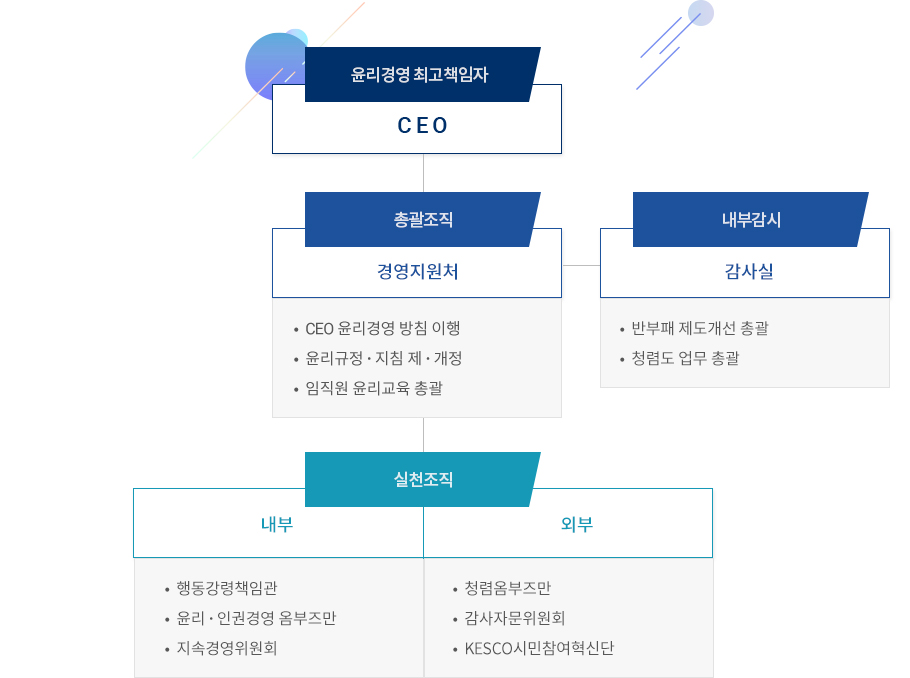 윤리경영 최고책임자
CEO
총괄조직
경영지원처
• CEO 윤리경영 방침 이행
• 윤리규정 · 지침 제 · 개정
• 임직원 윤리교육 총괄
내부감시
감사실
• 반부패 제도개선 총괄
• 청렴도 업무 총괄
실천조직
내부
• 행동강령책임관
• 윤리 · 인권경영 옴부즈만
• 지속경영위원회
외부
• 청렴옴부즈만
• 감사자문위원회
• KESCO시민참여혁신단